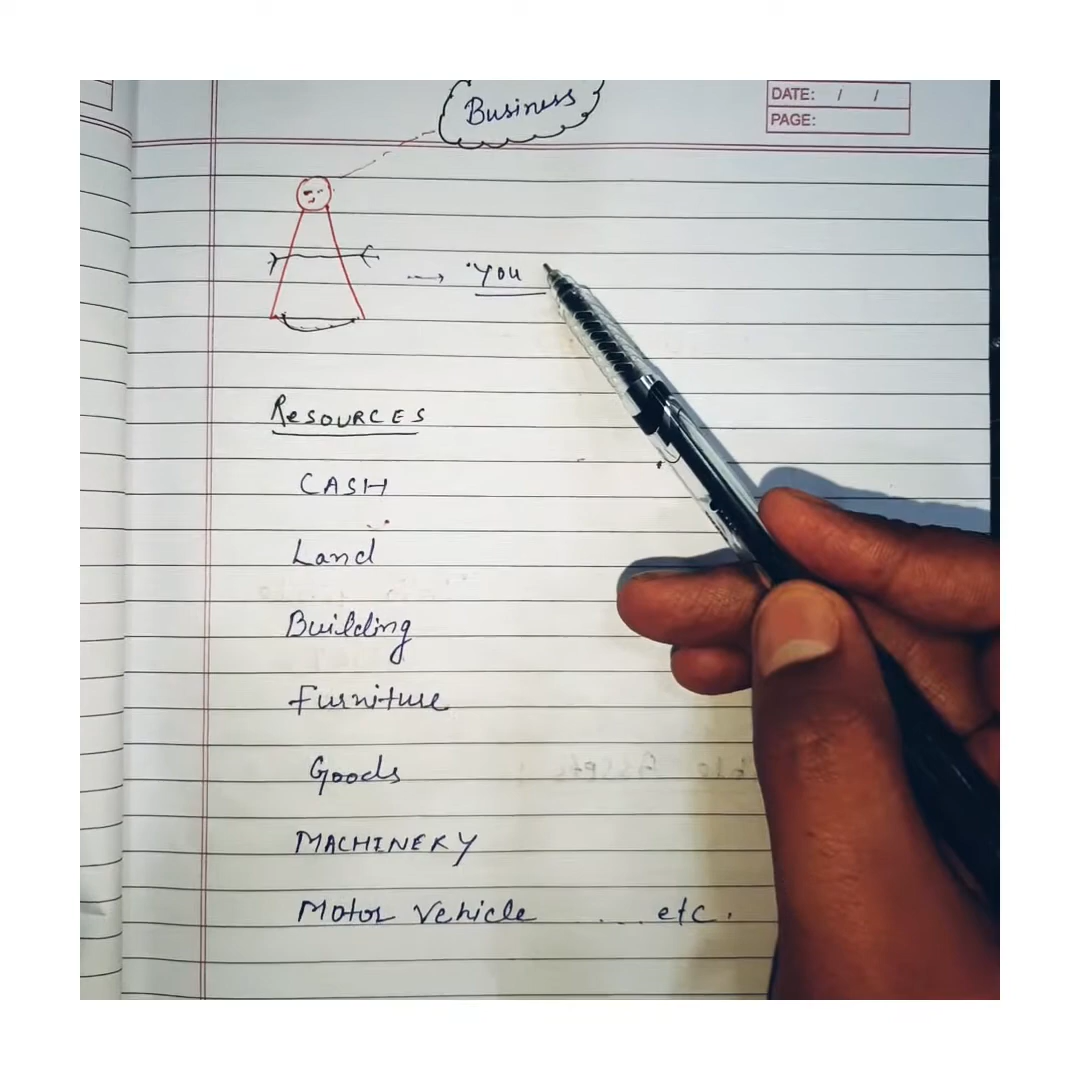 Business
DATE: / /
PAGE:
→ You
RESOURCES
CASH
Land
Building
Furniture
Goods
MACHINERY
Motor Vehicle .... etc.